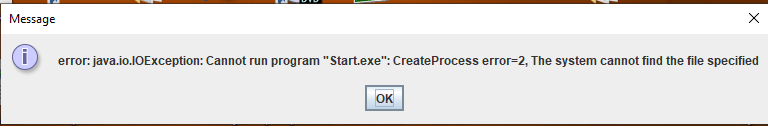 Message
error: java.io.IOException: Cannot run program "Start.exe": CreateProcess error=2, The system cannot find the file specified
OK